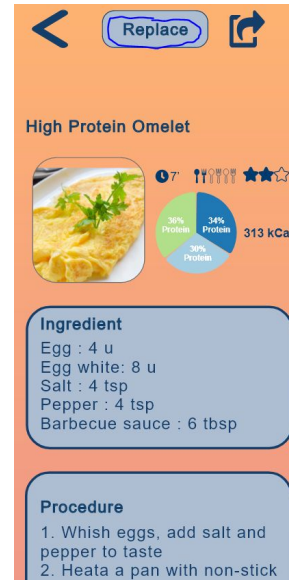 Replace
High Protein Omelet
7'
36%
Protein
34%
Protein
30%
Protein
313 kCa
Ingredient
Egg : 4 u
Egg white: 8 u
Salt : 4 tsp
Pepper : 4 tsp
Barbecue sauce : 6 tbsp
Procedure
1. Whish eggs, add salt and
pepper to taste
2. Heata a pan with non-stick